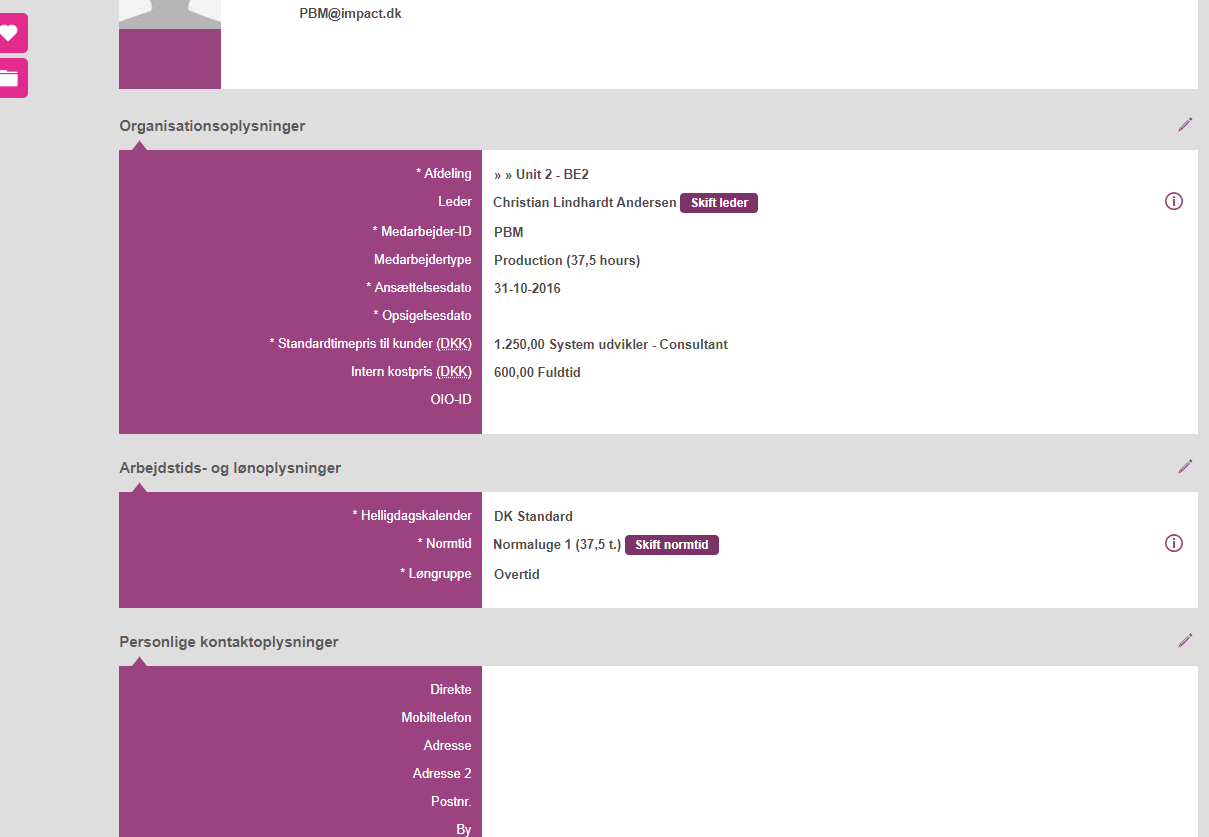 PBM@impact.dk
Organisationsoplysninger
* Afdeling » » Unit 2 - BE2
Leder Christian Lindhardt Andersen Skift leder
* Medarbejder-ID PBM
Medarbejdertype Production (37,5 hours)
* Ansættelsesdato 31-10-2016
* Opsigelsesdato
* Standardtimepris til kunder (DKK) 1.250,00 System udvikler - Consultant
Intern kostpris (DKK) 600,00 Fuldtid
OIO-ID
Arbejdstids- og lønoplysninger
* Helligdagskalender DK Standard
* Normtid Normaluge 1 (37,5 t.) Skift normtid
* Løngruppe Overtid
Personlige kontaktoplysninger
Direkte
Mobiltelefon
Adresse
Adresse 2
Postnr.
By